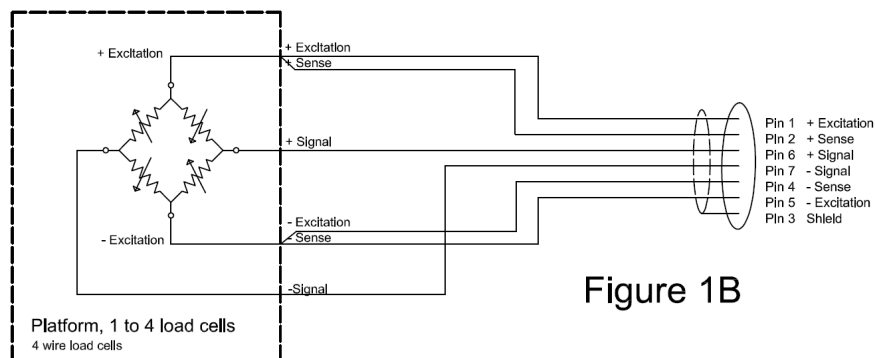 + Excitation
+ Excitation
+ Sense
+ Signal
- Excitation
- Excitation
- Sense
-Signal
Platform, 1 to 4 load cells
4 wire load cells
Pin 1 + Excitation
Pin 2 + Sense
Pin 6 + Signal
Pin 7 - Signal
Pin 4 - Sense
Pin 5 - Excitation
Pin 3 Shield
Figure 1B